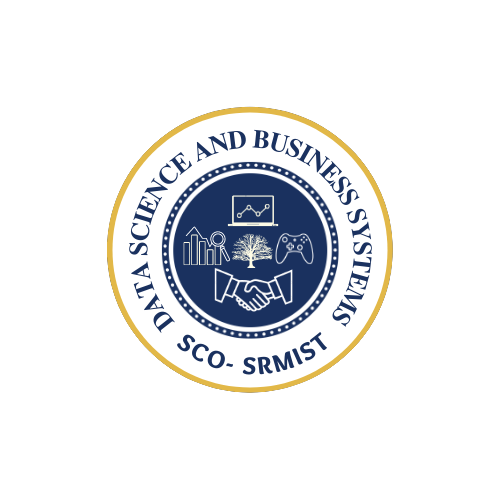 DATA SCIENCE AND BUSINESS SYSTEMS
SCO- SRMIST